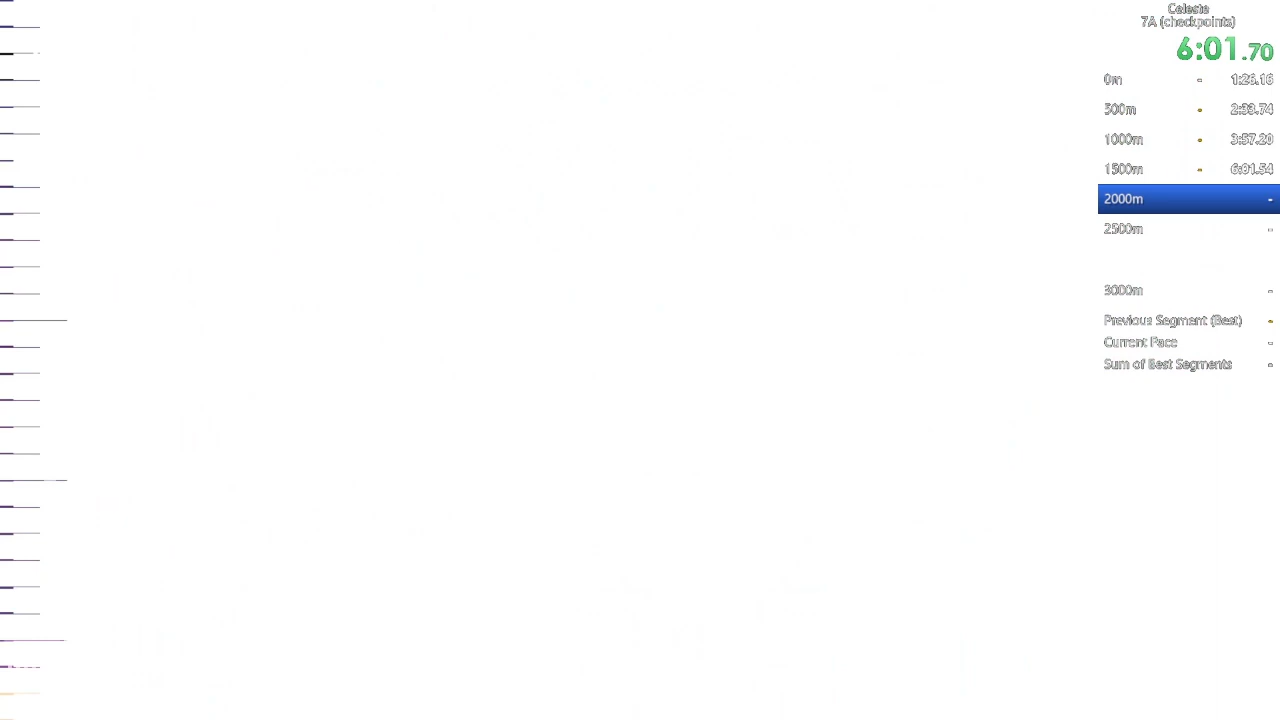 Celeste
7A (checkpoints)
6:01.70
0m - 1:26.16
500m - 2:33.74
1000m - 3:57.20
1500m - 6:01.54
2000m -
2500m -
3000m -
Previous Segment (Best) -
Current Pace -
Sum of Best Segments -